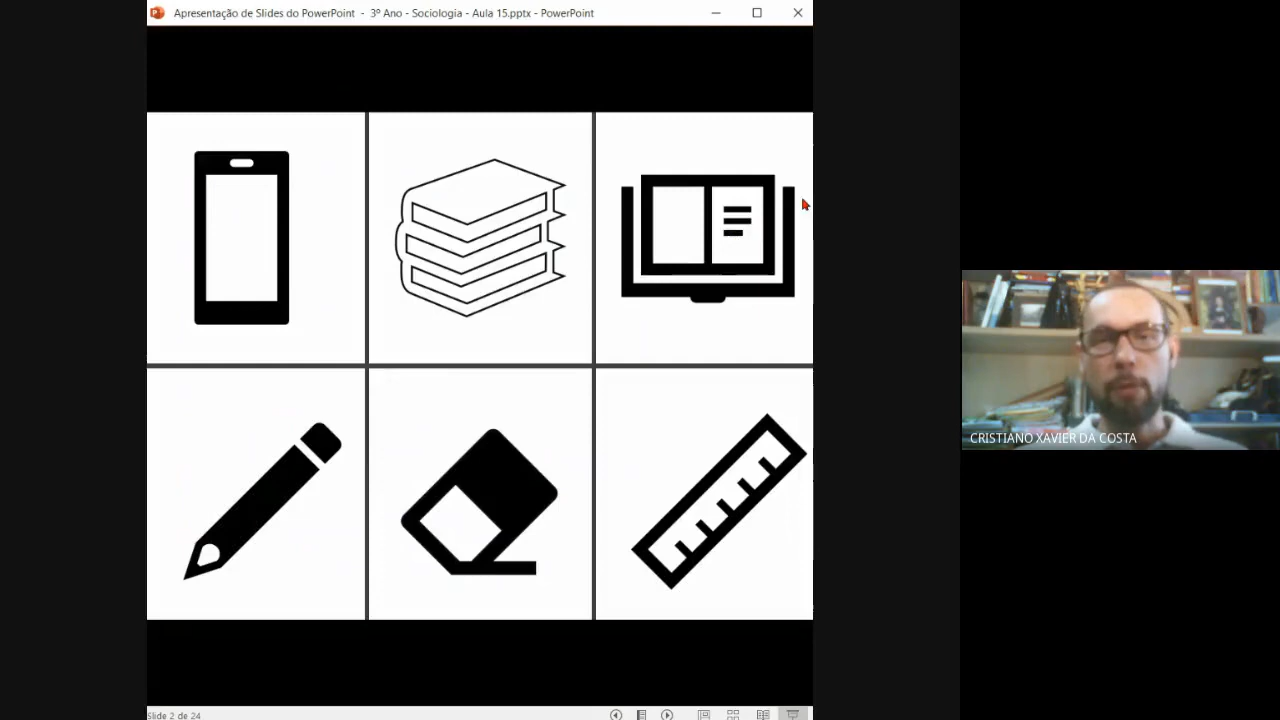 Apresentação de Slides do PowerPoint - 3º Ano - Sociologia - Aula 15.pptx - PowerPoint
CRISTIANO XAVIER DA COSTA
Slide 2 de 24